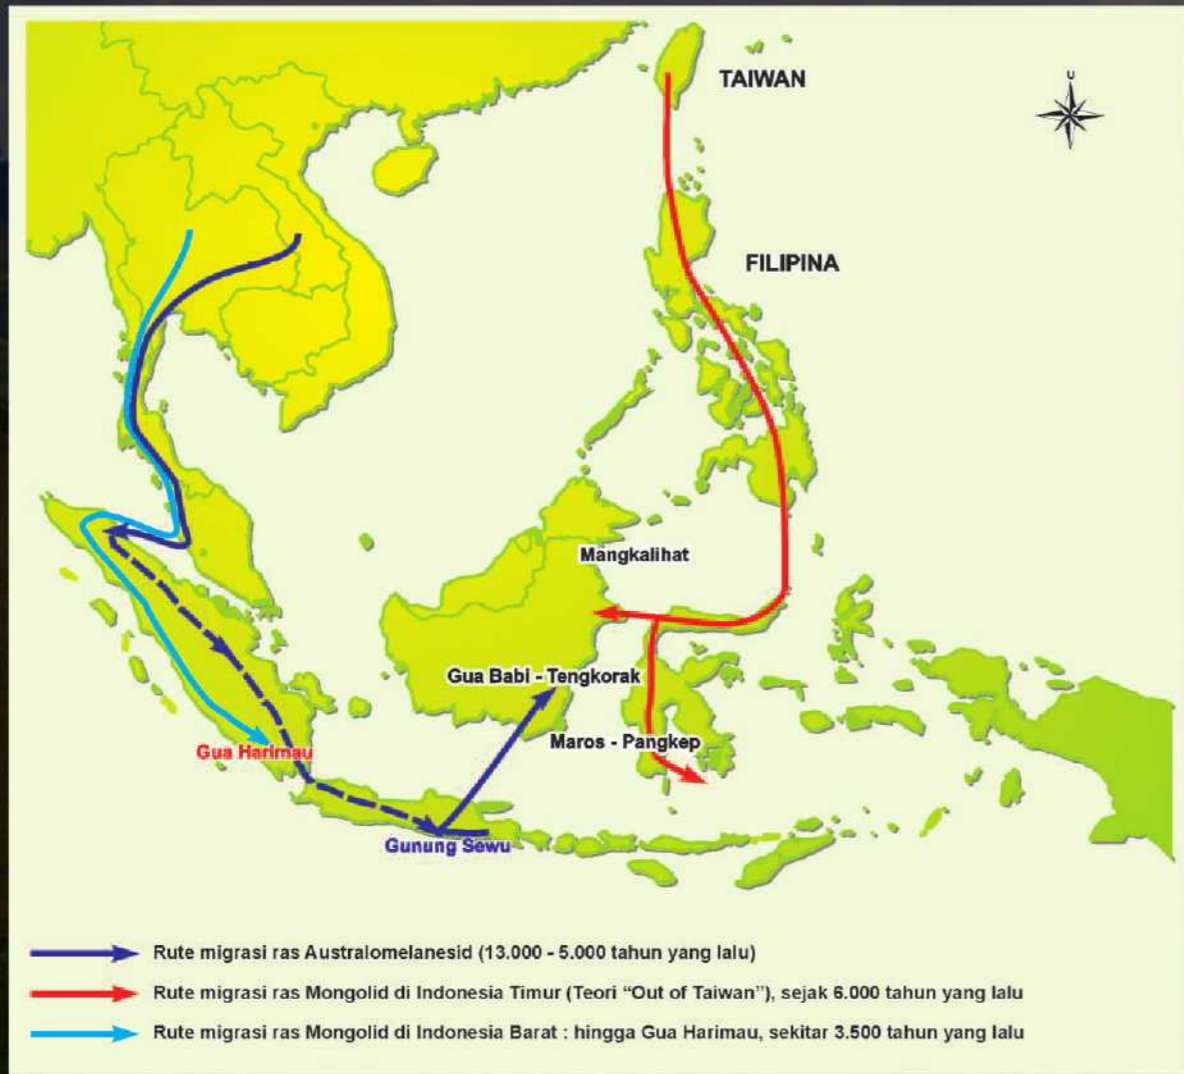 U
TAIWAN
FILIPINA
Mangkalihat
Gua Babi - Tengkorak
Maros - Pangkep
Gua Harimau
Gunung Sewu
Rute migrasi ras Australomelanesid (13.000 - 5.000 tahun yang lalu)
Rute migrasi ras Mongolid di Indonesia Timur (Teori “Out of Taiwan”), sejak 6.000 tahun yang lalu
Rute migrasi ras Mongolid di Indonesia Barat : hingga Gua Harimau, sekitar 3.500 tahun yang lalu